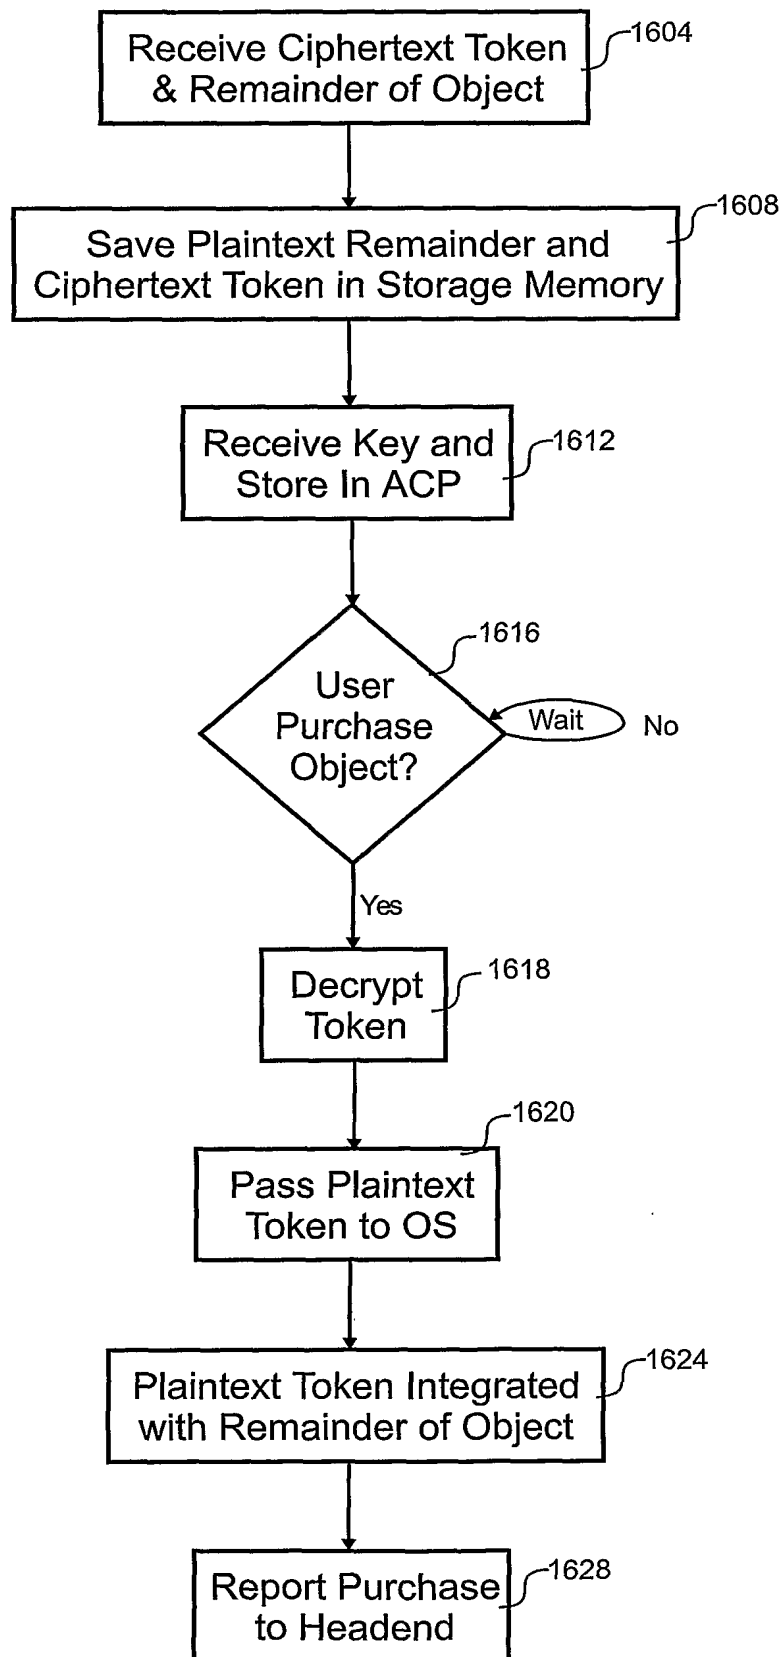 Receive Ciphertext Token
& Remainder of Object
1604
Save Plaintext Remainder and
Ciphertext Token in Storage Memory
1608
Receive Key and
Store In ACP
1612
User
Purchase
Object?
1616
Wait
No
Yes
Decrypt
Token
1618
Pass Plaintext
Token to OS
1620
Plaintext Token Integrated
with Remainder of Object
1624
Report Purchase
to Headend
1628